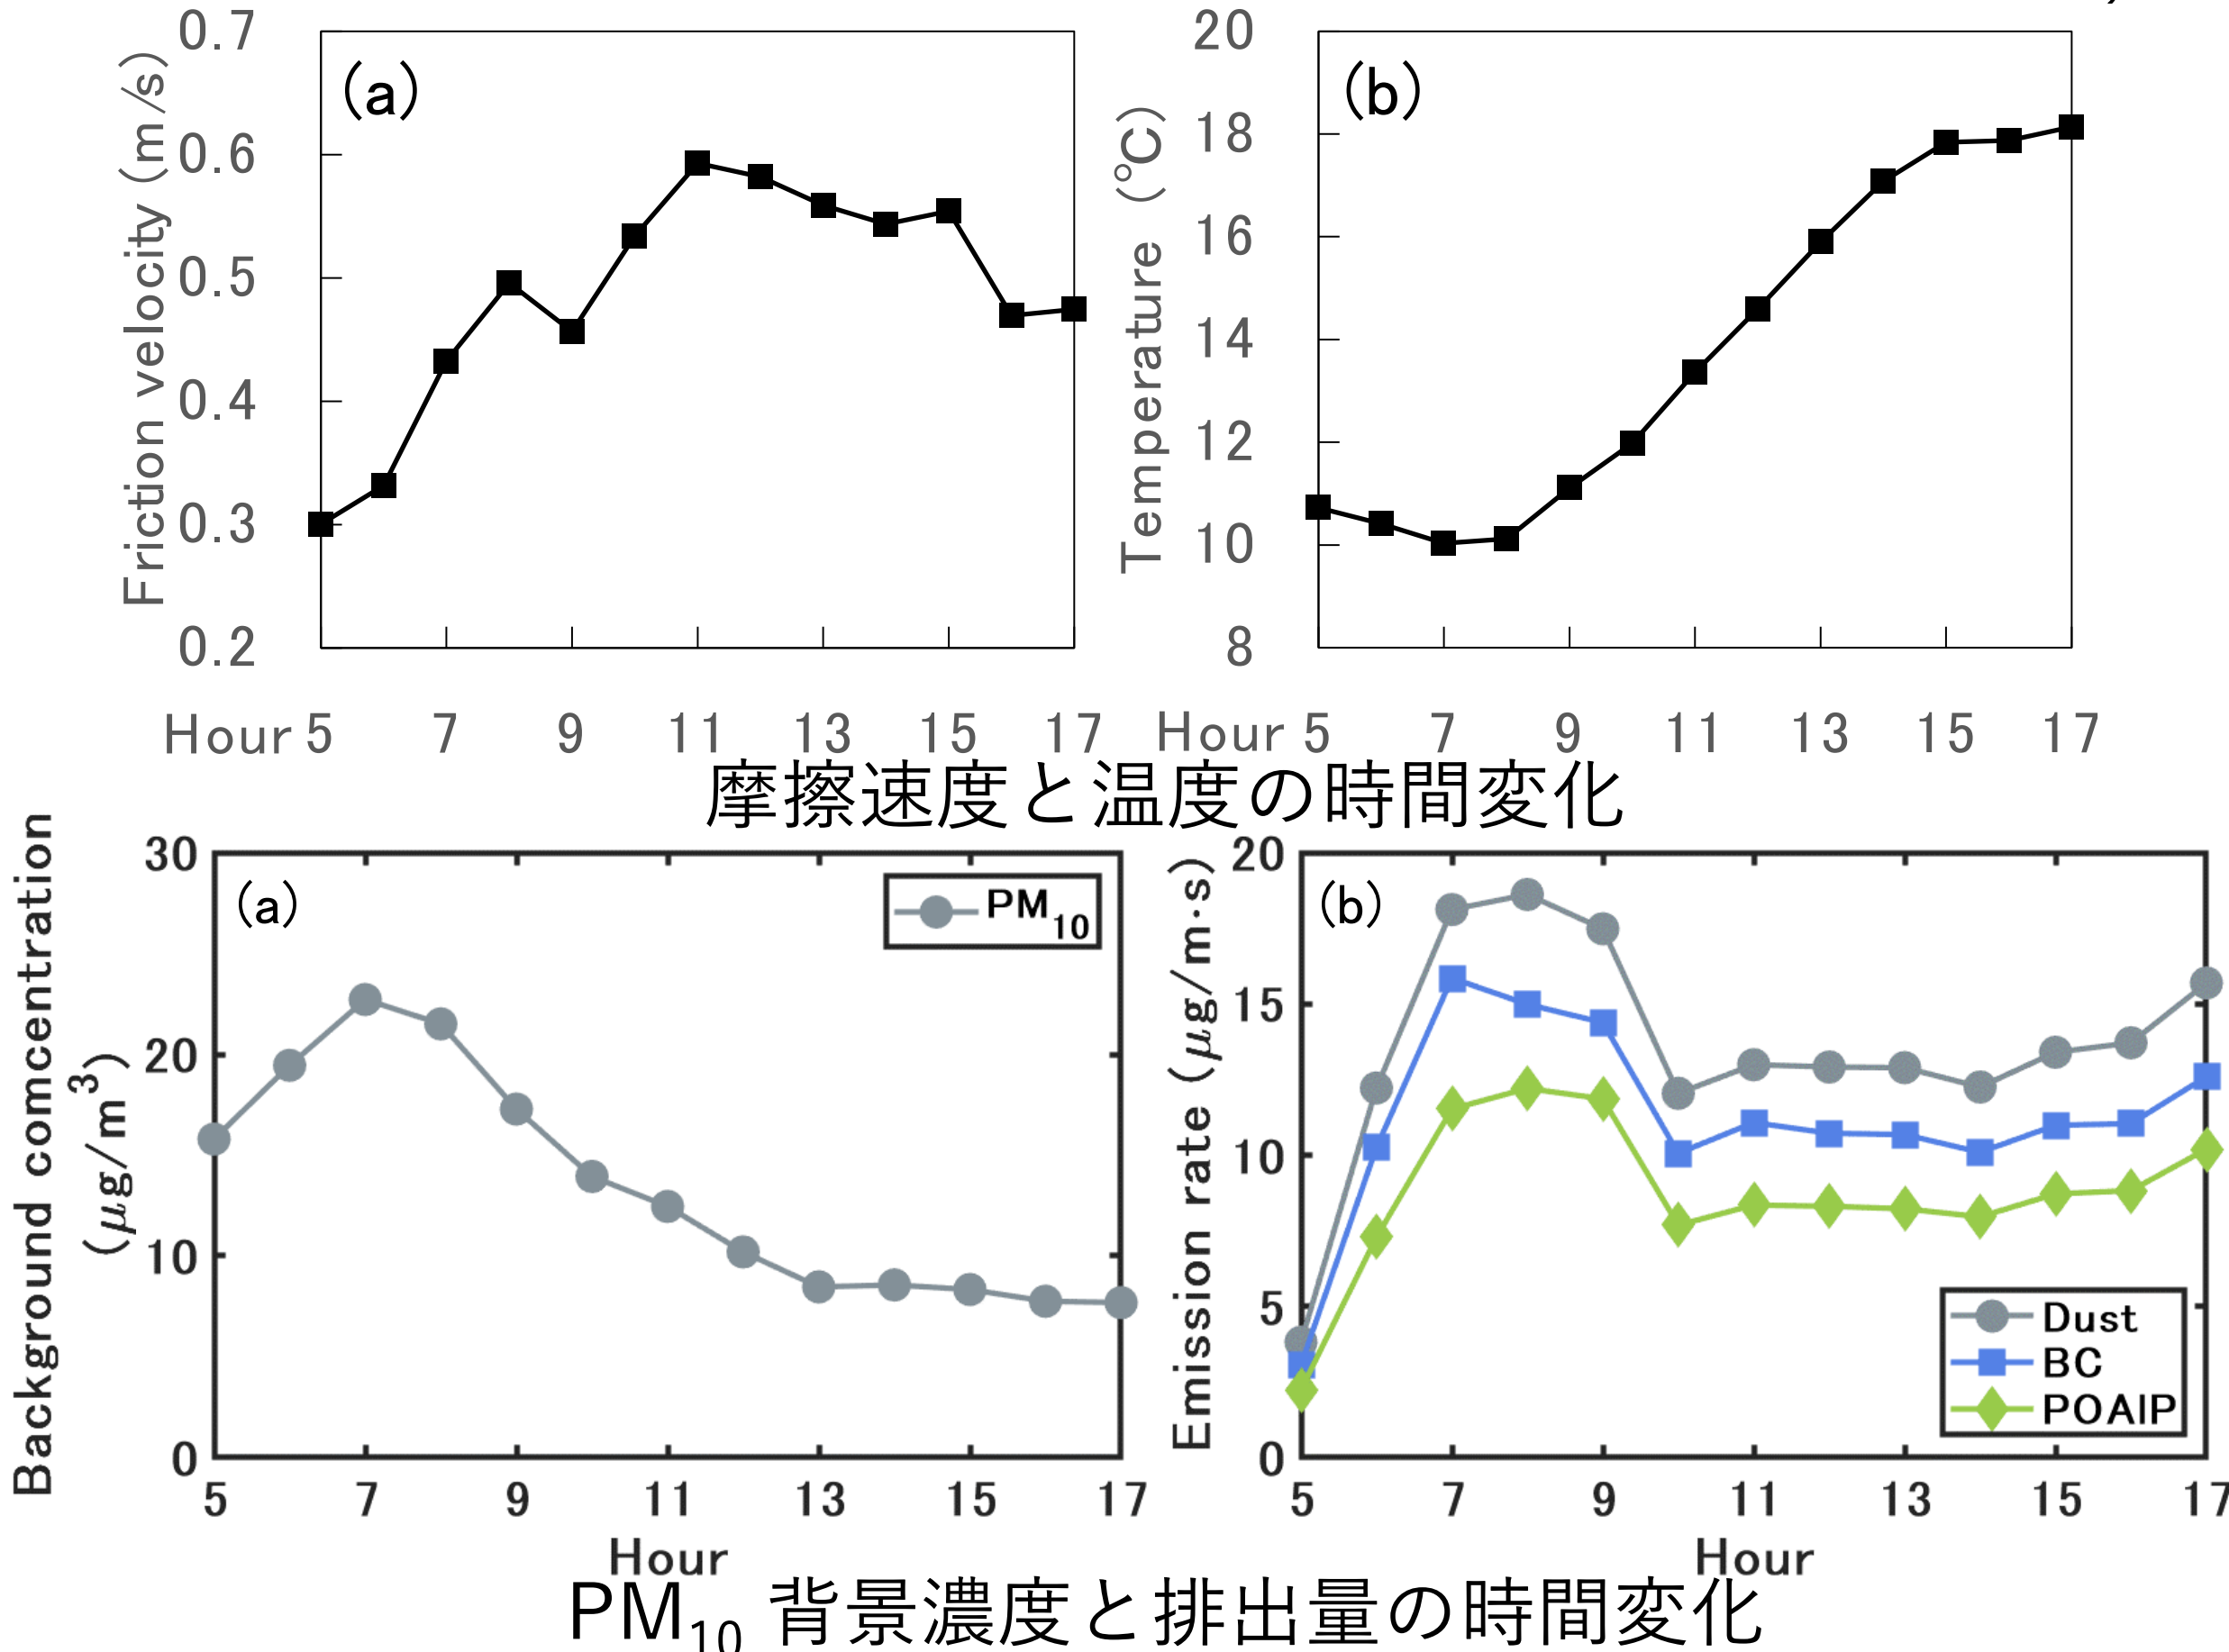 (a)
Friction velocity (m/s)
0.7
0.6
0.5
0.4
0.3
0.2
Hour 5 7 9 11 13 15 17
(b)
Temperature (℃)
20
18
16
14
12
10
8
Hour 5 7 9 11 13 15 17
摩擦速度と温度の時間変化
(a)
PM10
Background comcentration
(μg/m3)
30
20
10
0
5 7 9 11 13 15 17
Hour
(b)
Emission rate (μg/m·s)
20
15
10
5
0
Dust
BC
POAIP
5 7 9 11 13 15 17
Hour
PM10 背景濃度と排出量の時間変化